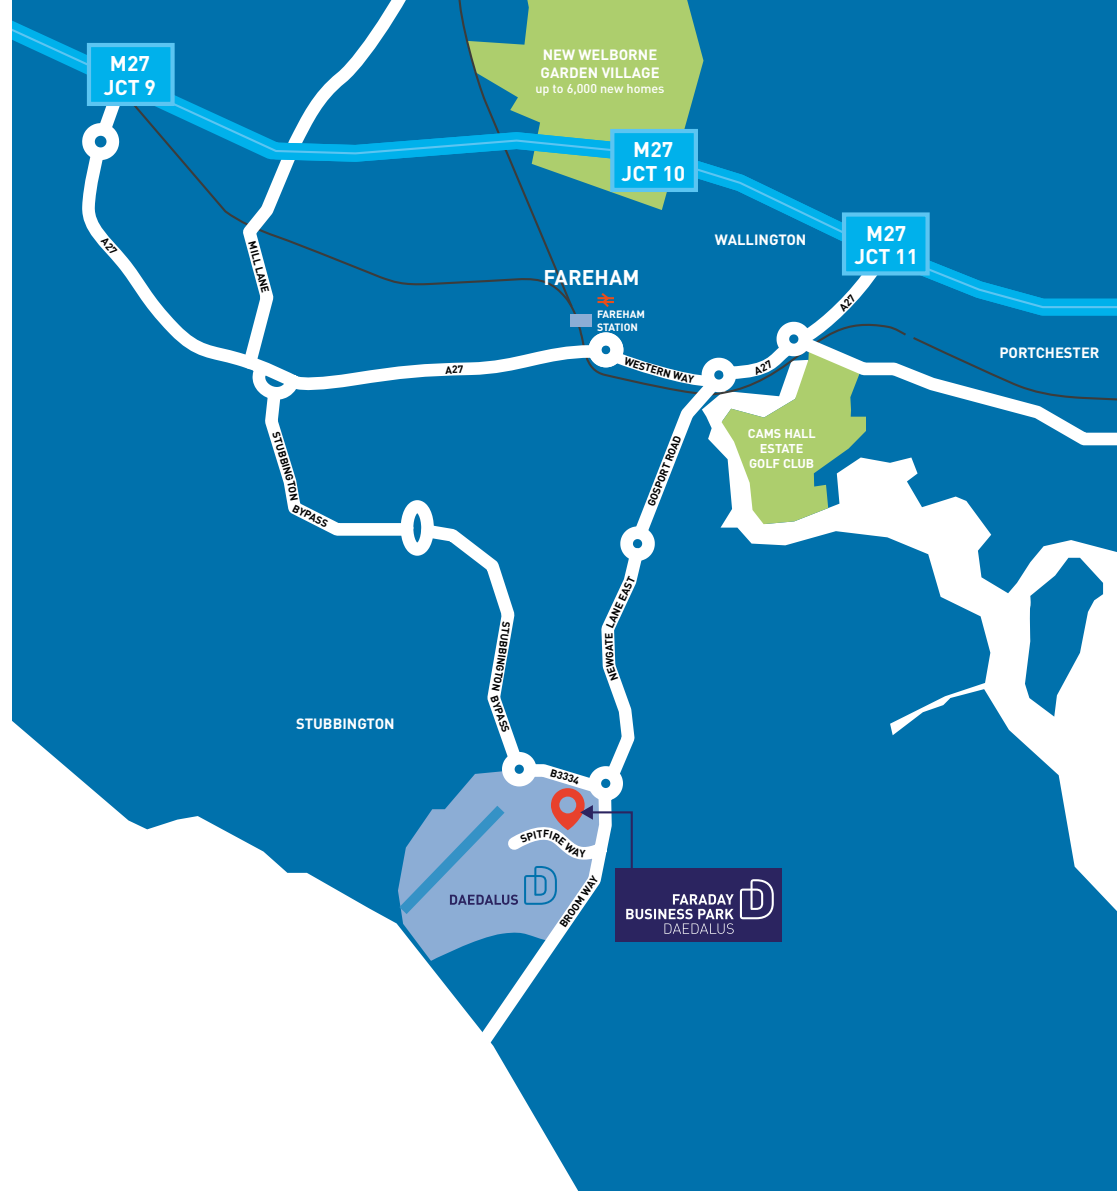 NEW WELBORNE
GARDEN VILLAGE
up to 6,000 new homes
M27
JCT 9
M27
JCT 10
M27
JCT 11
WALLINGTON
A27
MILL LANE
FAREHAM
FAREHAM
STATION
A27
PORTCHESTER
A27
WESTERN WAY
A27
CAMS HALL
ESTATE
GOLF CLUB
STUBBINGTON
BYPASS
GOSPORT ROAD
NEWGATE LANE EAST
STUBBINGTON BYPASS
STUBBINGTON
B3334
SPITFIRE WAY
DAEDALUS
BROOM WAY
FARADAY
BUSINESS PARK
DAEDALUS